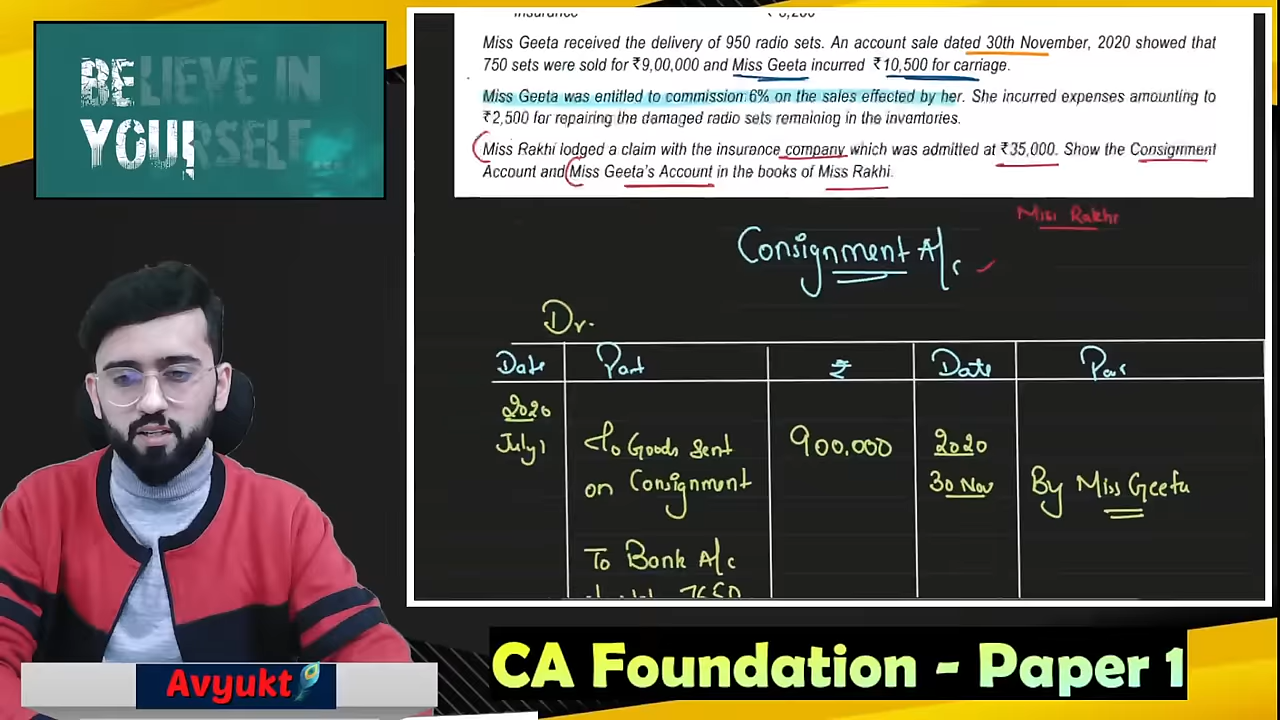 BELIEVE IN
YOURSELF
Insurance ₹ 5,200
Miss Geeta received the delivery of 950 radio sets. An account sale dated 30th November, 2020 showed that
750 sets were sold for ₹9,00,000 and Miss Geeta incurred ₹10,500 for carriage.
Miss Geeta was entitled to commission 6% on the sales effected by her. She incurred expenses amounting to
₹2,500 for repairing the damaged radio sets remaining in the inventories.
Miss Rakhi lodged a claim with the insurance company which was admitted at ₹35,000. Show the Consignment
Account and Miss Geeta's Account in the books of Miss Rakhi.
Miss Rakhi
Consignment A/c
Dr.
Date Part ₹ Date Par
2020
July 1 To Goods sent 900.000 2020
on Consignment 30 Nov By Miss Geeta
To Bank A/c
Avyukt
CA Foundation - Paper 1